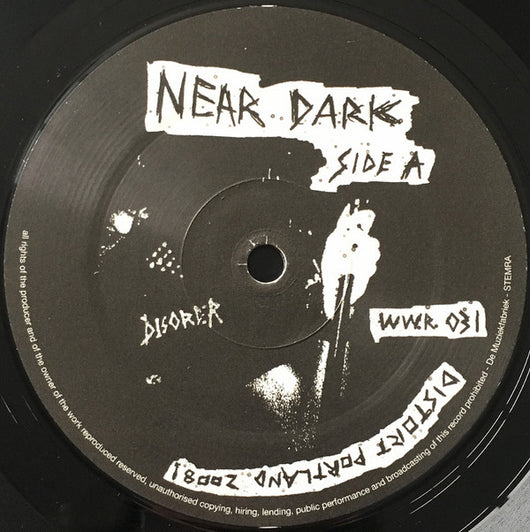 NEAR DARK
SIDE A
DISORDER
WWR 031
DISTORT PORTLAND 2008!
all rights of the producer and of the owner of the work reproduced reserved, unauthorised copying, hiring, lending, public performance and broadcasting of this record prohibited - De Muziekfabriek - STEMRA